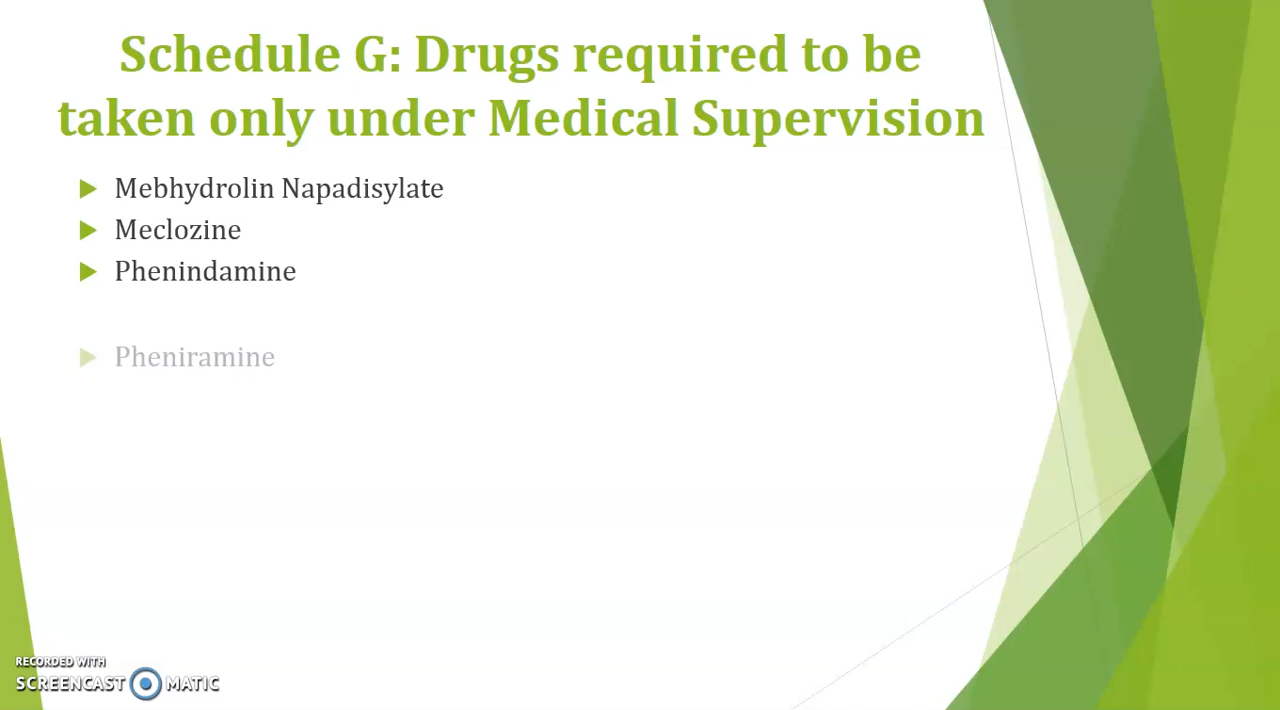 Schedule G: Drugs required to be
taken only under Medical Supervision
Mebhydrolin Napadisylate
Meclozine
Phenindamine
Pheniramine
RECORDED WITH
SCREENCAST MATIC